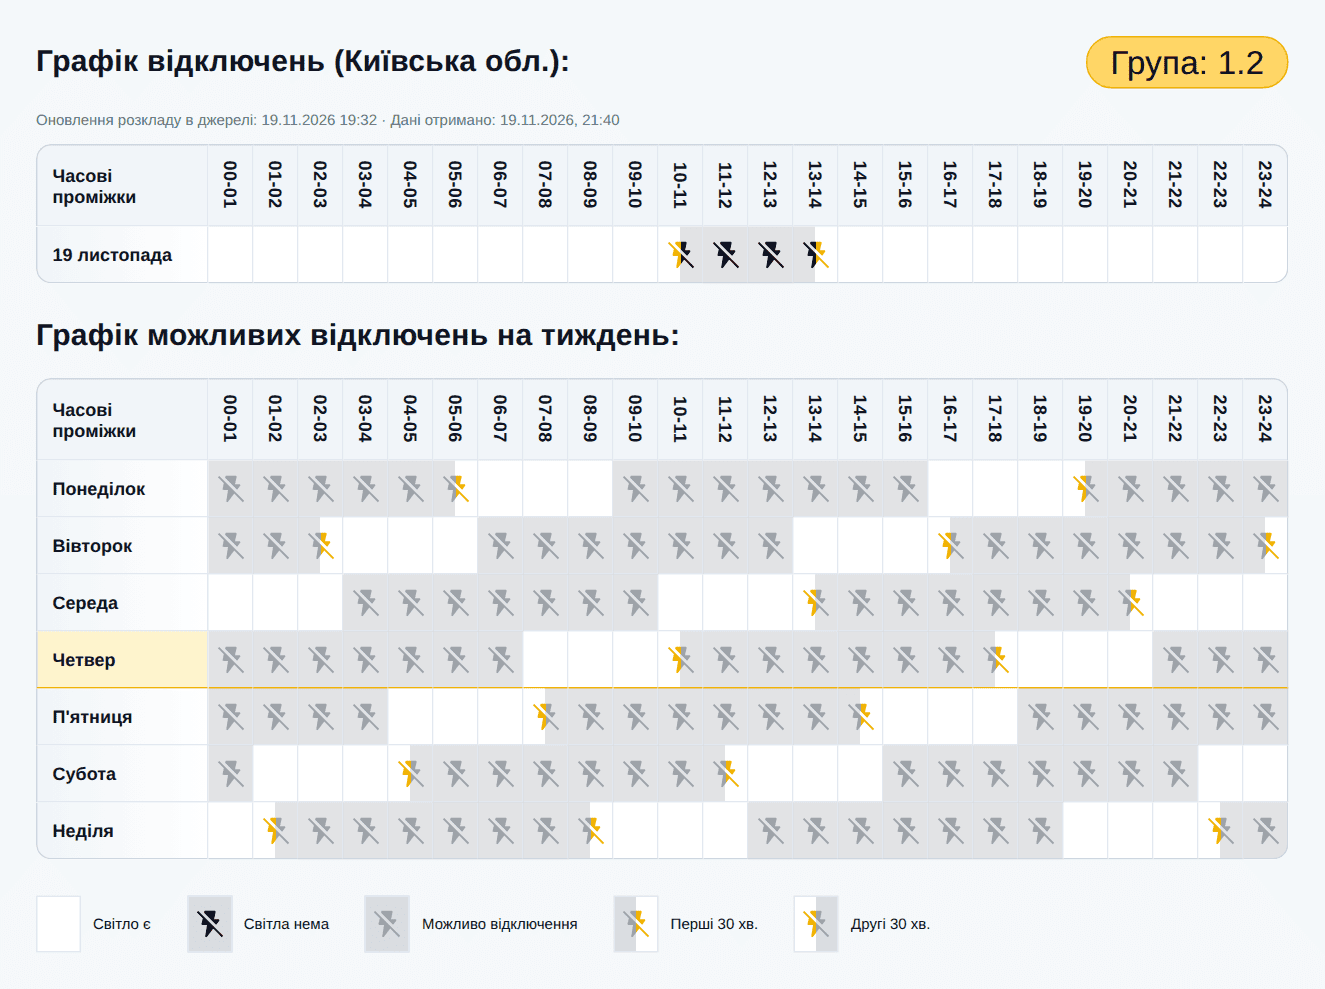 Графік відключень (Київська обл.):
Група: 1.2
Оновлення розкладу в джерелі: 19.11.2026 19:32 · Дані отримано: 19.11.2026, 21:40
Часові проміжки 00-01 01-02 02-03 03-04 04-05 05-06 06-07 07-08 08-09 09-10 10-11 11-12 12-13 13-14 14-15 15-16 16-17 17-18 18-19 19-20 20-21 21-22 22-23 23-24
19 листопада
Графік можливих відключень на тиждень:
Часові проміжки 00-01 01-02 02-03 03-04 04-05 05-06 06-07 07-08 08-09 09-10 10-11 11-12 12-13 13-14 14-15 15-16 16-17 17-18 18-19 19-20 20-21 21-22 22-23 23-24
Понеділок
Вівторок
Середа
Четвер
П'ятниця
Субота
Неділя
Світло є
Світла нема
Можливо відключення
Перші 30 хв.
Другі 30 хв.